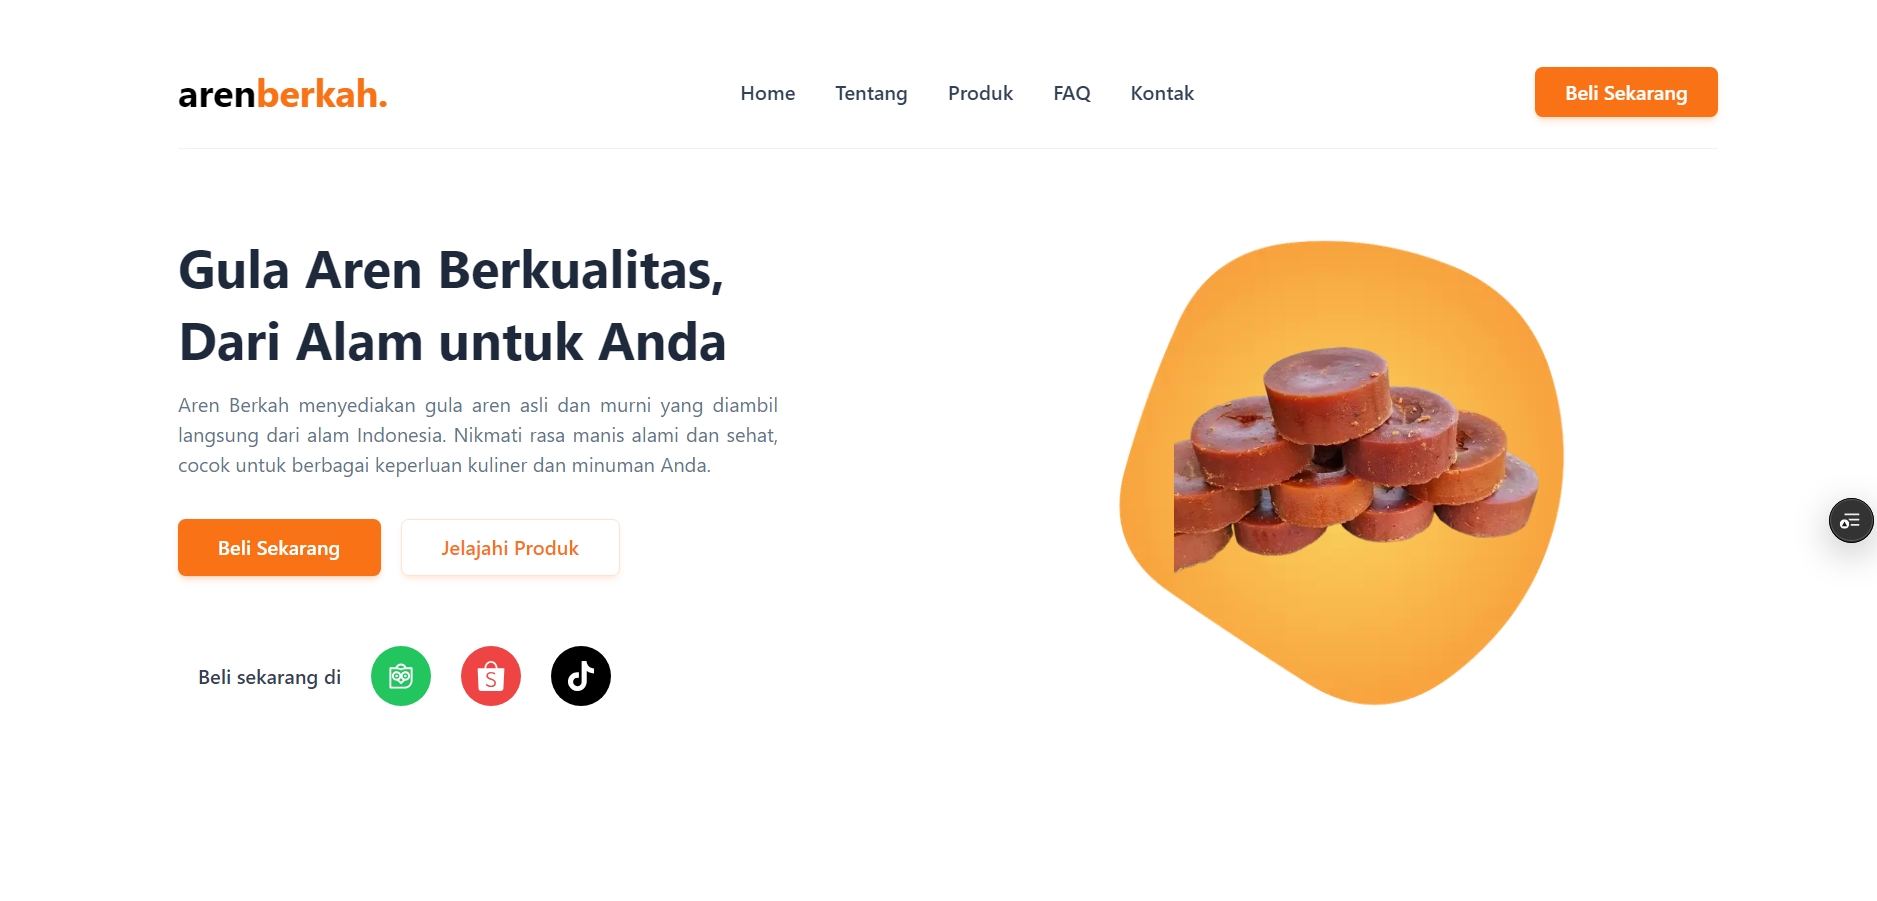 arenberkah.
Home Tentang Produk FAQ Kontak
Beli Sekarang
Gula Aren Berkualitas,
Dari Alam untuk Anda
Aren Berkah menyediakan gula aren asli dan murni yang diambil
langsung dari alam Indonesia. Nikmati rasa manis alami dan sehat,
cocok untuk berbagai keperluan kuliner dan minuman Anda.
Beli Sekarang Jelajahi Produk
Beli sekarang di